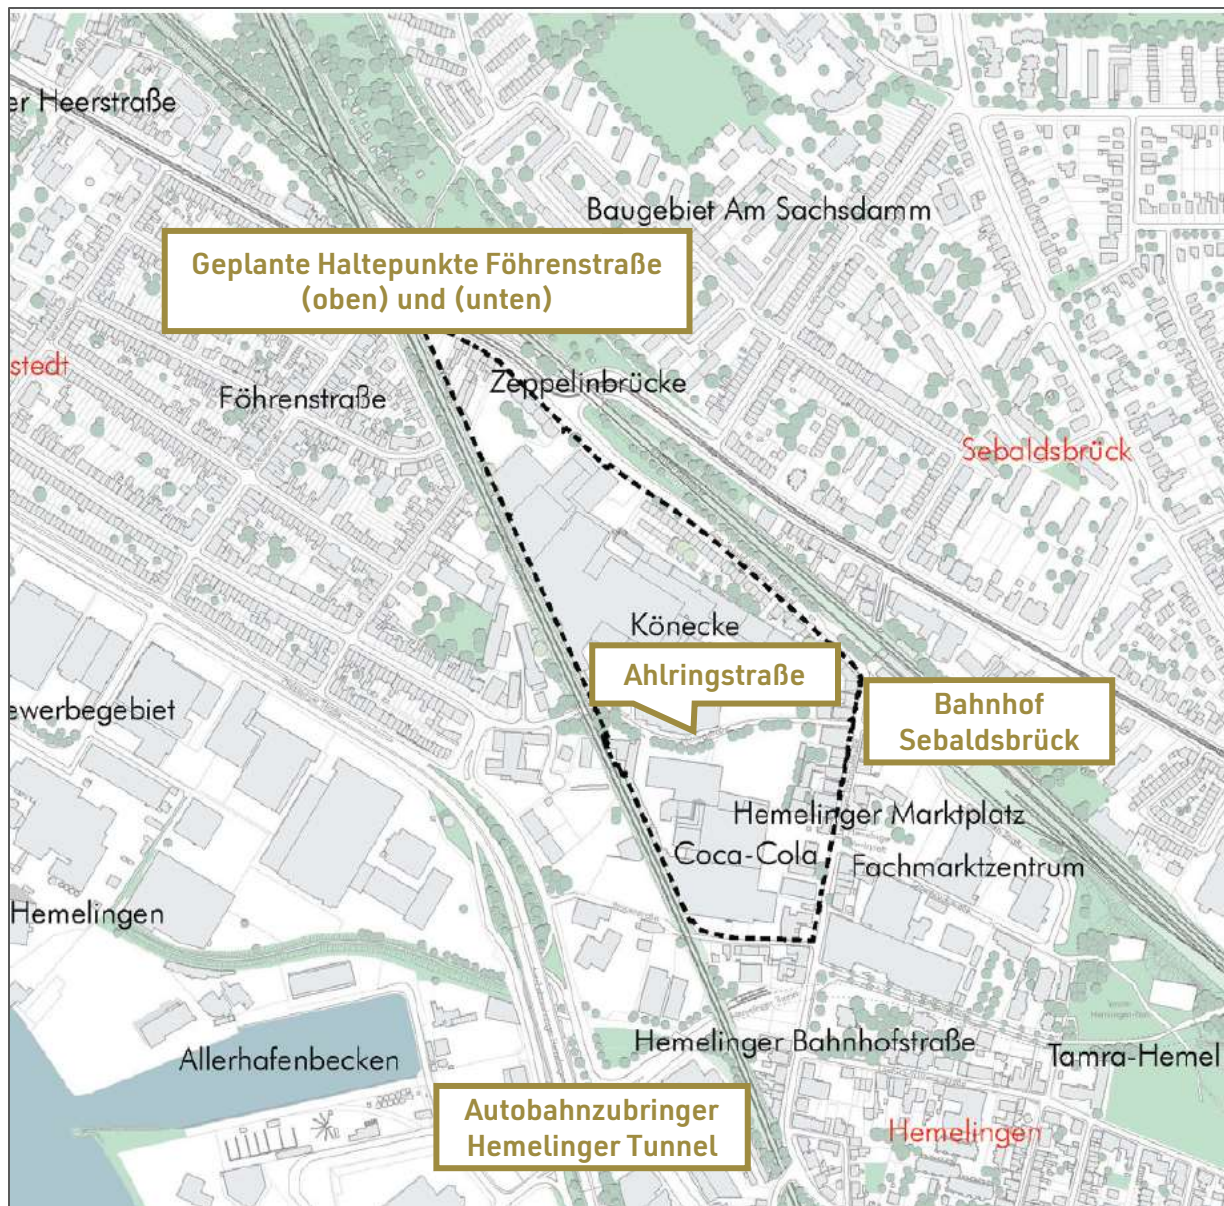 er Heerstraße
Baugebiet Am Sachsdamm
Geplante Haltepunkte Föhrenstraße
(oben) und (unten)
stedt
Föhrenstraße
Zeppelinbrücke
Sebaldsbrück
Könecke
Ahlringstraße
Bahnhof
Sebaldsbrück
ewerbegebiet
Hemelinger Marktplatz
Coca-Cola
Fachmarktzentrum
Hemelingen
Hemelinger Bahnhofstraße
Allerhafenbecken
Tamra-Hemel
Autobahnzubringer
Hemelinger Tunnel
Hemelingen